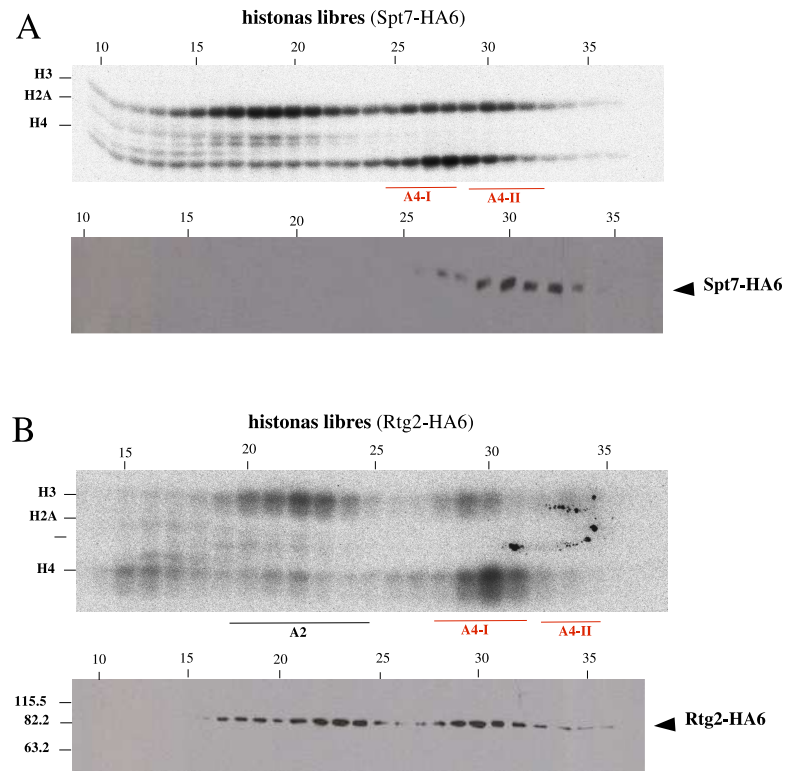 A
histonas libres (Spt7-HA6)
10 15 20 25 30 35
H3
H2A
H4
A4-I A4-II
10 15 20 25 30 35
Spt7-HA6
B
histonas libres (Rtg2-HA6)
15 20 25 30 35
H3
H2A
H4
A2 A4-I A4-II
10 15 20 25 30 35
115.5
82.2
63.2
Rtg2-HA6